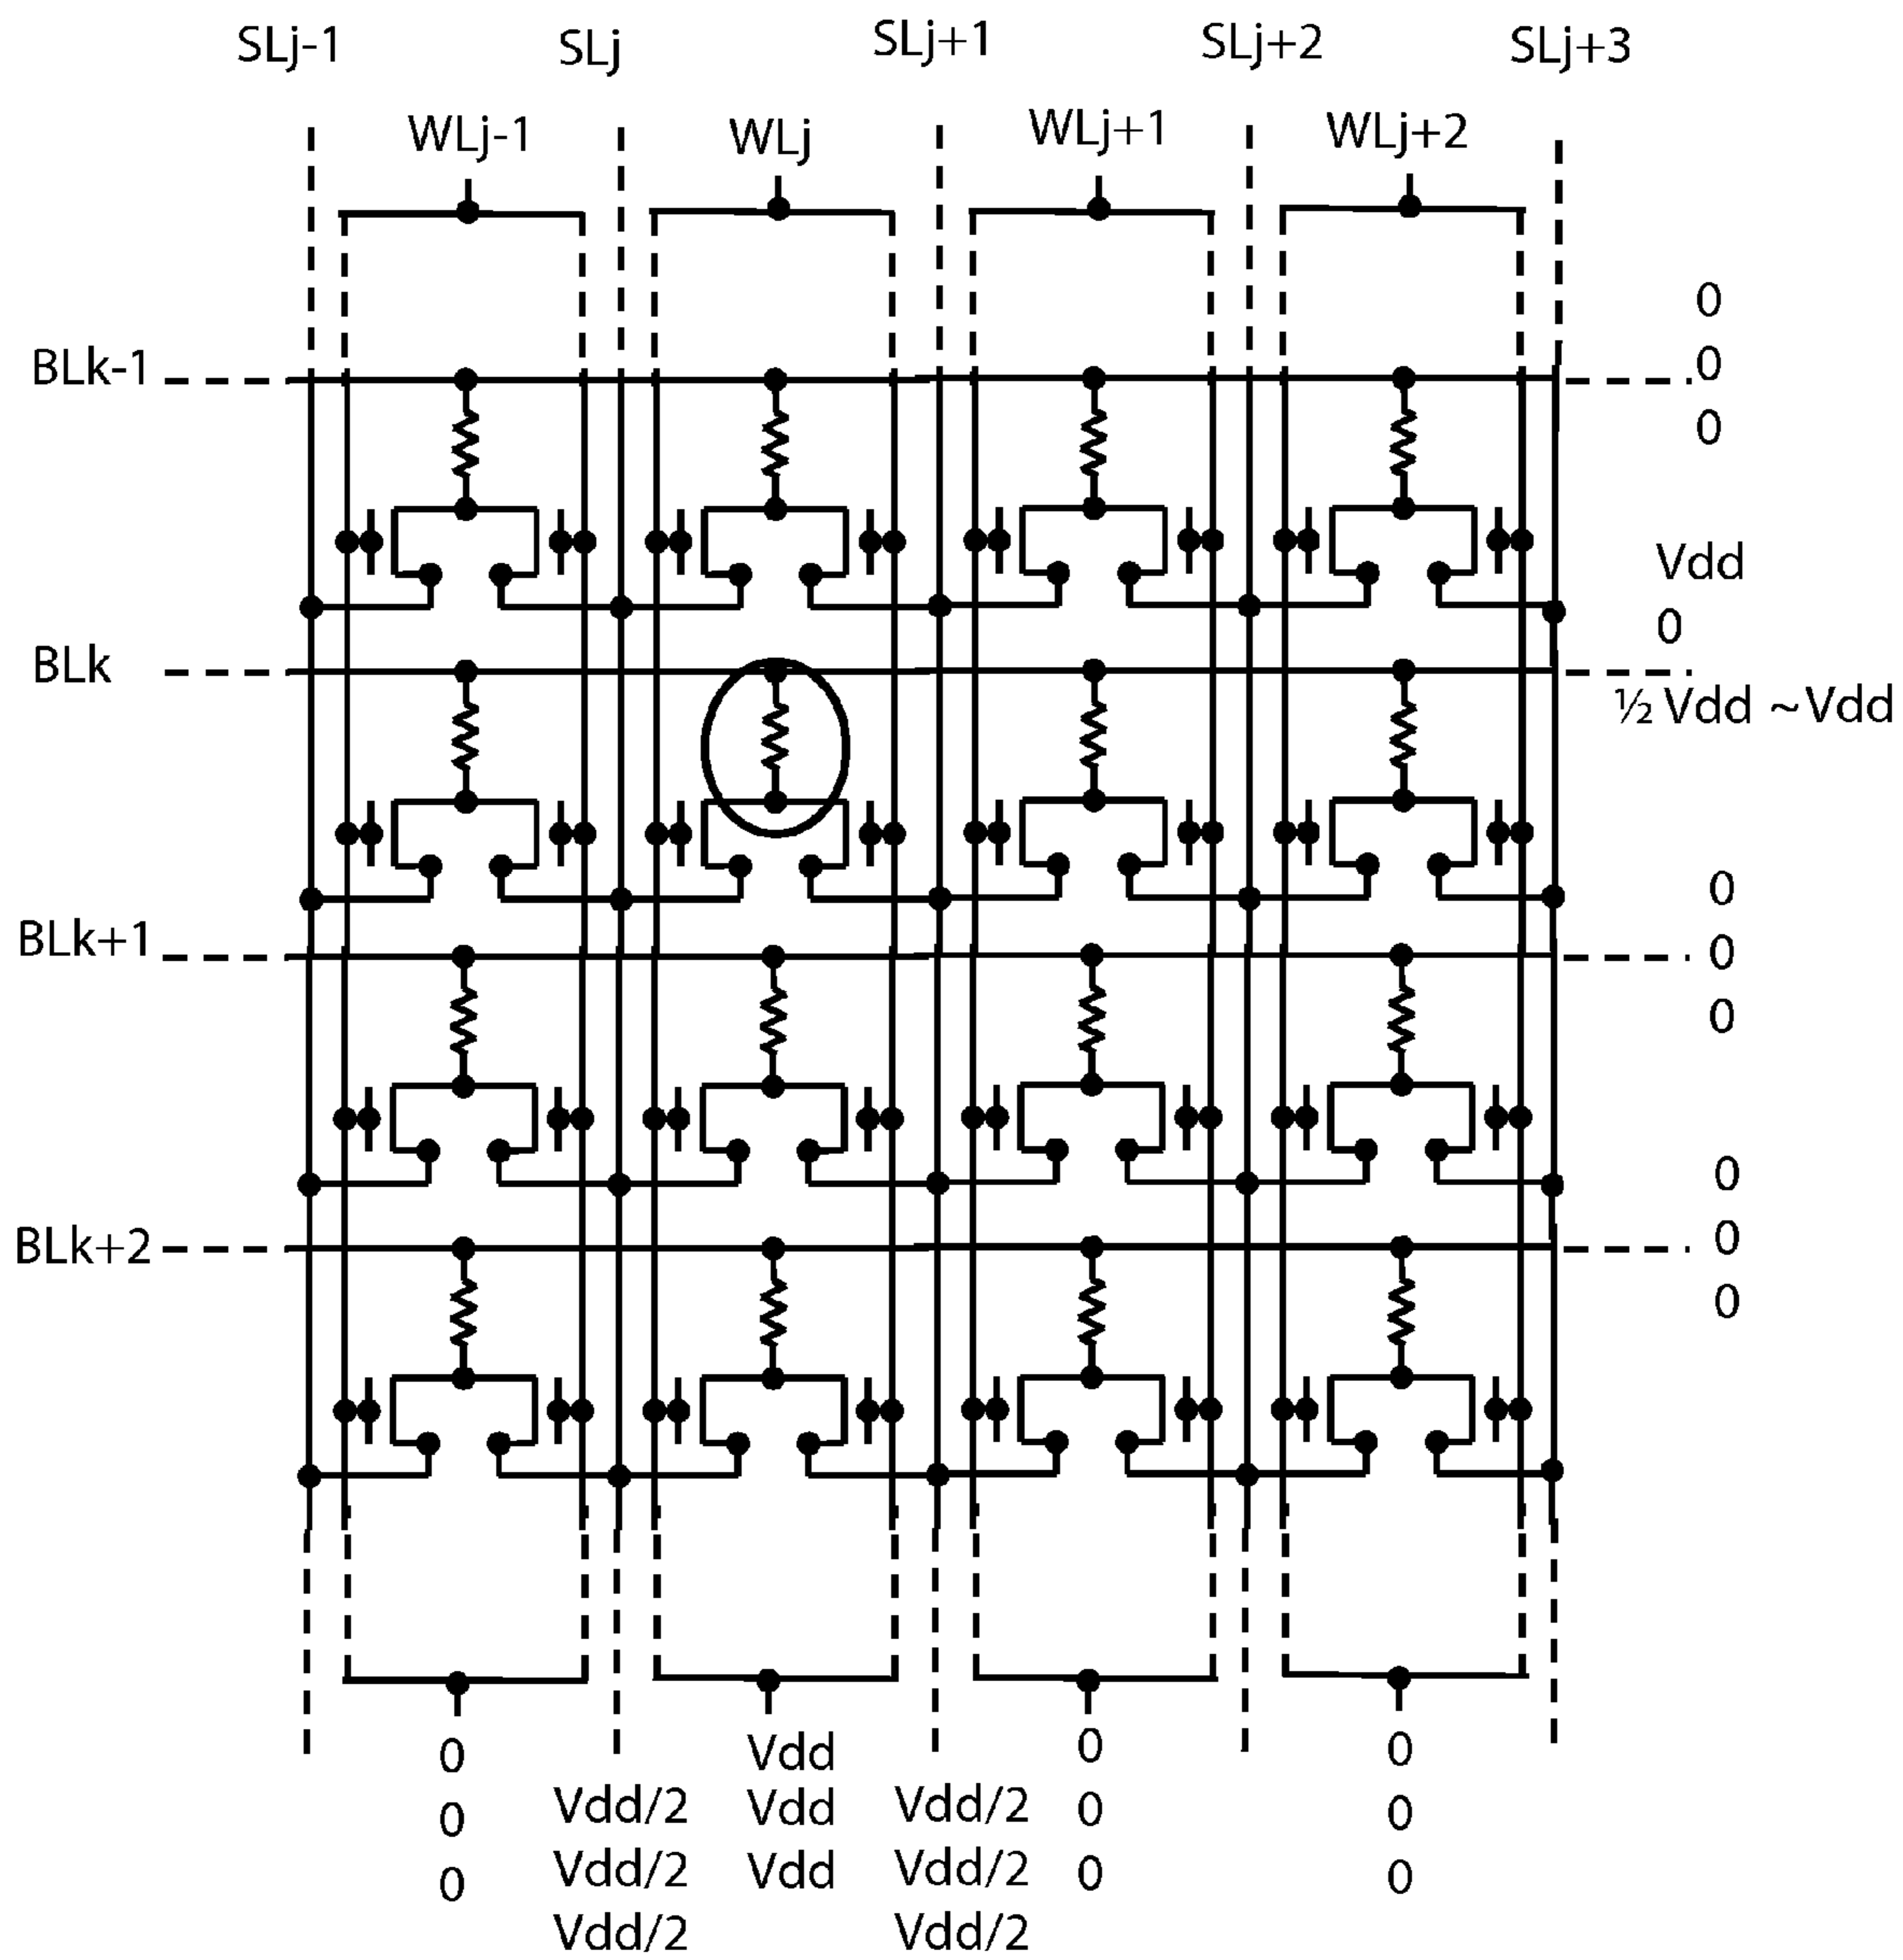 SLj-1 SLj SLj+1 SLj+2 SLj+3
WLj-1 WLj WLj+1 WLj+2
0
BLk-1 0
0
Vdd
0
BLk
½ Vdd ~Vdd
0
BLk+1 0
0
0
BLk+2 0
0
0 Vdd 0 0
Vdd/2 Vdd Vdd/2
0 0 0
Vdd/2 Vdd Vdd/2
0 0 0
Vdd/2 Vdd/2